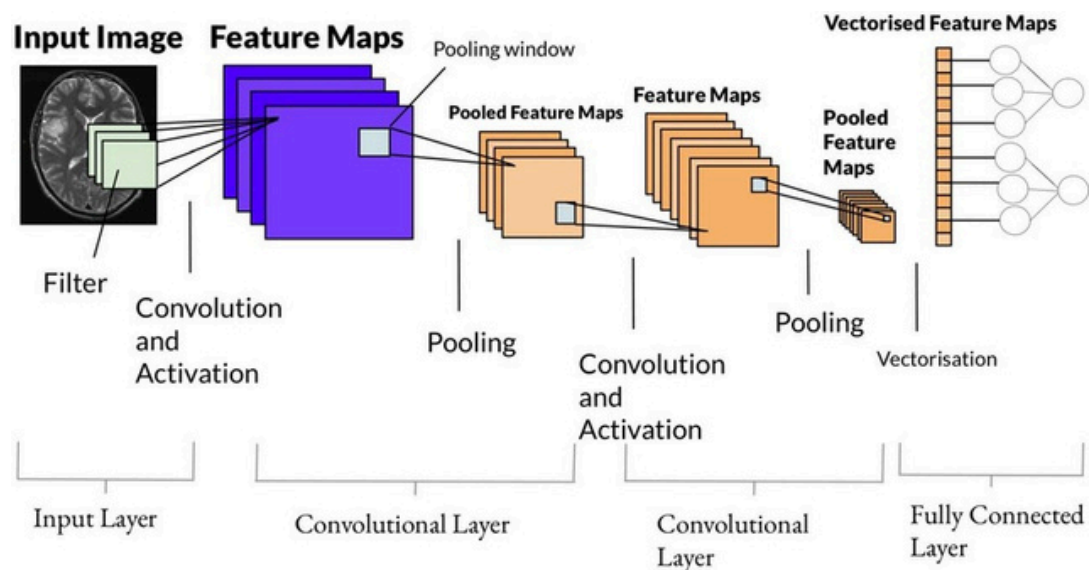 Input Image
Feature Maps
Pooling window
Vectorised Feature Maps
Pooled Feature Maps
Feature Maps
Pooled
Feature
Maps
Filter
Convolution
and
Activation
Pooling
Convolution
and
Activation
Pooling
Vectorisation
Input Layer
Convolutional Layer
Convolutional
Layer
Fully Connected
Layer